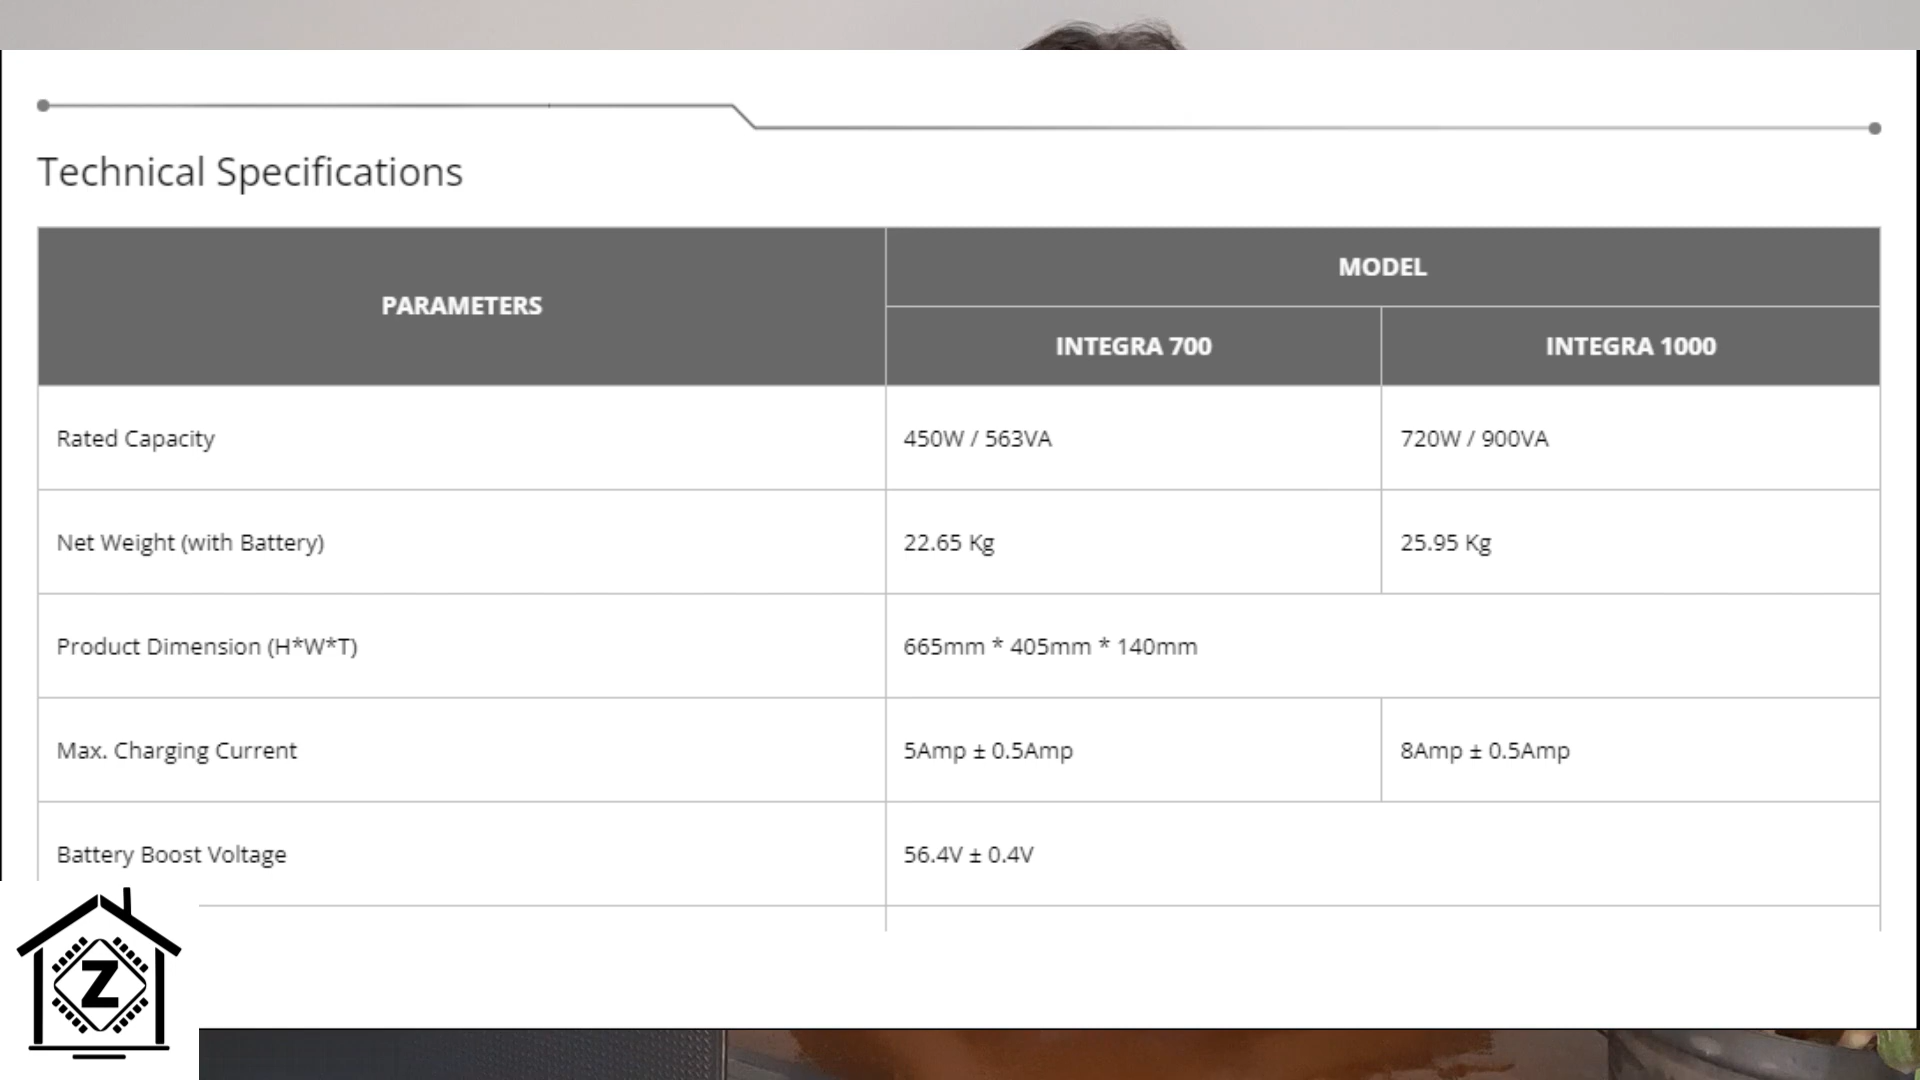 Technical Specifications
PARAMETERS
MODEL
INTEGRA 700
INTEGRA 1000
Rated Capacity
450W / 563VA
720W / 900VA
Net Weight (with Battery)
22.65 Kg
25.95 Kg
Product Dimension (H*W*T)
665mm * 405mm * 140mm
Max. Charging Current
5Amp ± 0.5Amp
8Amp ± 0.5Amp
Battery Boost Voltage
56.4V ± 0.4V
Z